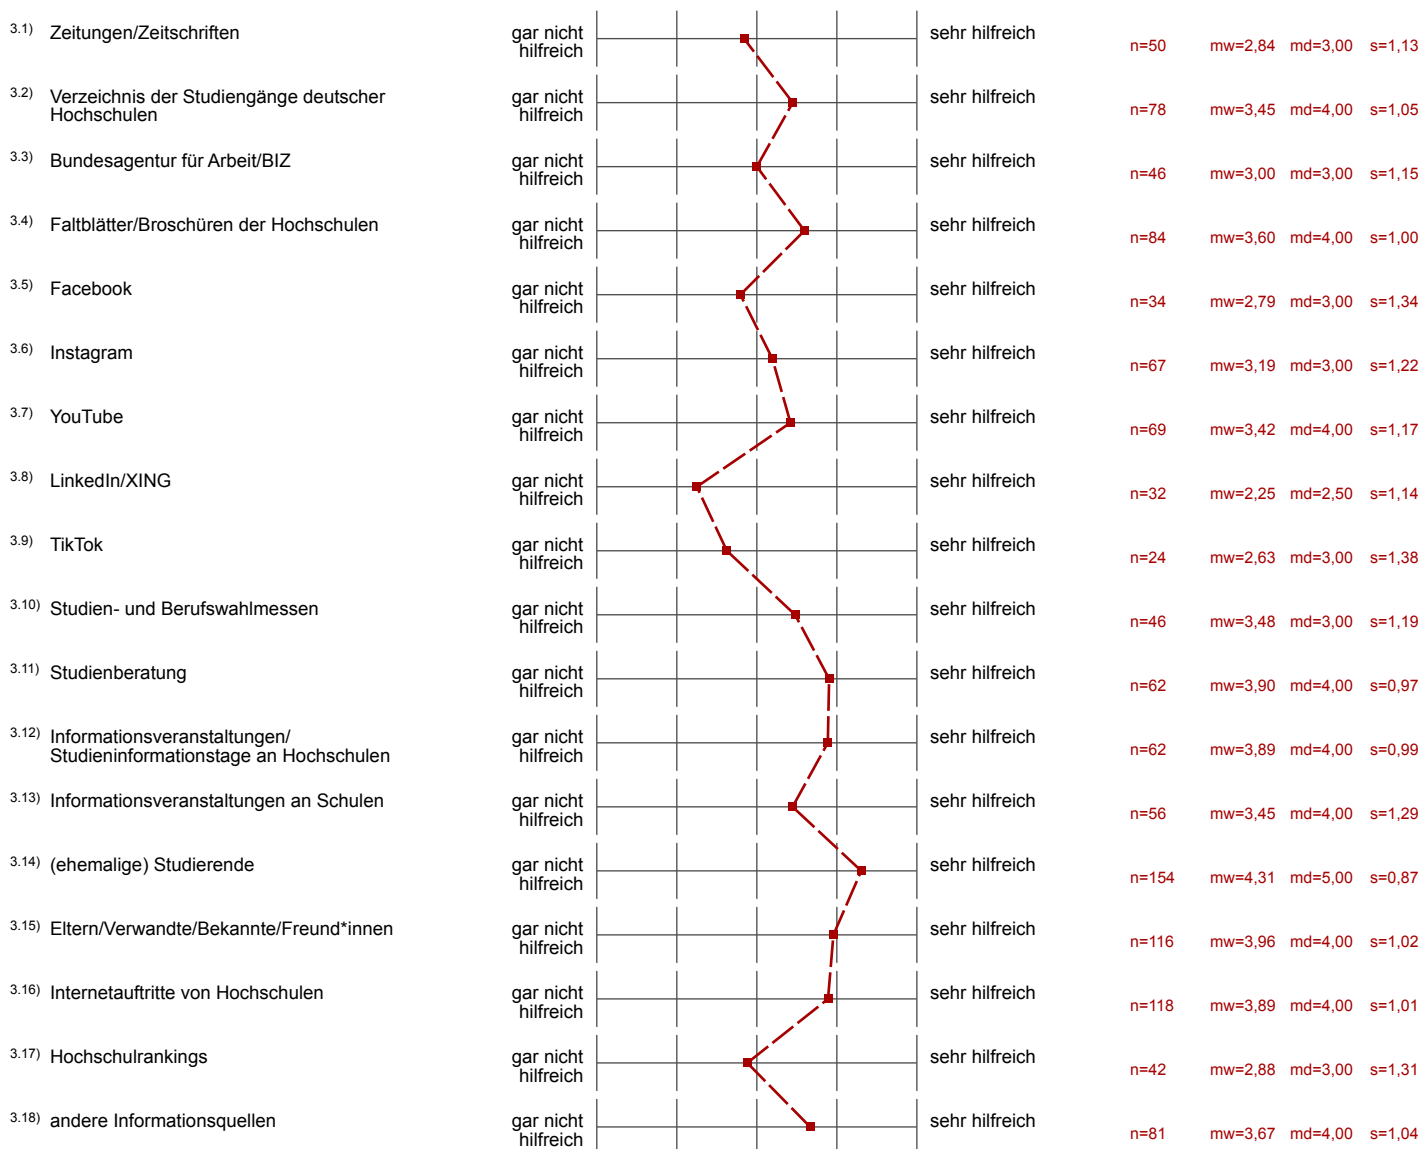 3.1) Zeitungen/Zeitschriften gar nicht hilfreich sehr hilfreich n=50 mw=2,84 md=3,00 s=1,13
3.2) Verzeichnis der Studiengänge deutscher Hochschulen gar nicht hilfreich sehr hilfreich n=78 mw=3,45 md=4,00 s=1,05
3.3) Bundesagentur für Arbeit/BIZ gar nicht hilfreich sehr hilfreich n=46 mw=3,00 md=3,00 s=1,15
3.4) Faltblätter/Broschüren der Hochschulen gar nicht hilfreich sehr hilfreich n=84 mw=3,60 md=4,00 s=1,00
3.5) Facebook gar nicht hilfreich sehr hilfreich n=34 mw=2,79 md=3,00 s=1,34
3.6) Instagram gar nicht hilfreich sehr hilfreich n=67 mw=3,19 md=3,00 s=1,22
3.7) YouTube gar nicht hilfreich sehr hilfreich n=69 mw=3,42 md=4,00 s=1,17
3.8) LinkedIn/XING gar nicht hilfreich sehr hilfreich n=32 mw=2,25 md=2,50 s=1,14
3.9) TikTok gar nicht hilfreich sehr hilfreich n=24 mw=2,63 md=3,00 s=1,38
3.10) Studien- und Berufswahlmessen gar nicht hilfreich sehr hilfreich n=46 mw=3,48 md=3,00 s=1,19
3.11) Studienberatung gar nicht hilfreich sehr hilfreich n=62 mw=3,90 md=4,00 s=0,97
3.12) Informationsveranstaltungen/ Studieninformationstage an Hochschulen gar nicht hilfreich sehr hilfreich n=62 mw=3,89 md=4,00 s=0,99
3.13) Informationsveranstaltungen an Schulen gar nicht hilfreich sehr hilfreich n=56 mw=3,45 md=4,00 s=1,29
3.14) (ehemalige) Studierende gar nicht hilfreich sehr hilfreich n=154 mw=4,31 md=5,00 s=0,87
3.15) Eltern/Verwandte/Bekannte/Freund*innen gar nicht hilfreich sehr hilfreich n=116 mw=3,96 md=4,00 s=1,02
3.16) Internetauftritte von Hochschulen gar nicht hilfreich sehr hilfreich n=118 mw=3,89 md=4,00 s=1,01
3.17) Hochschulrankings gar nicht hilfreich sehr hilfreich n=42 mw=2,88 md=3,00 s=1,31
3.18) andere Informationsquellen gar nicht hilfreich sehr hilfreich n=81 mw=3,67 md=4,00 s=1,04